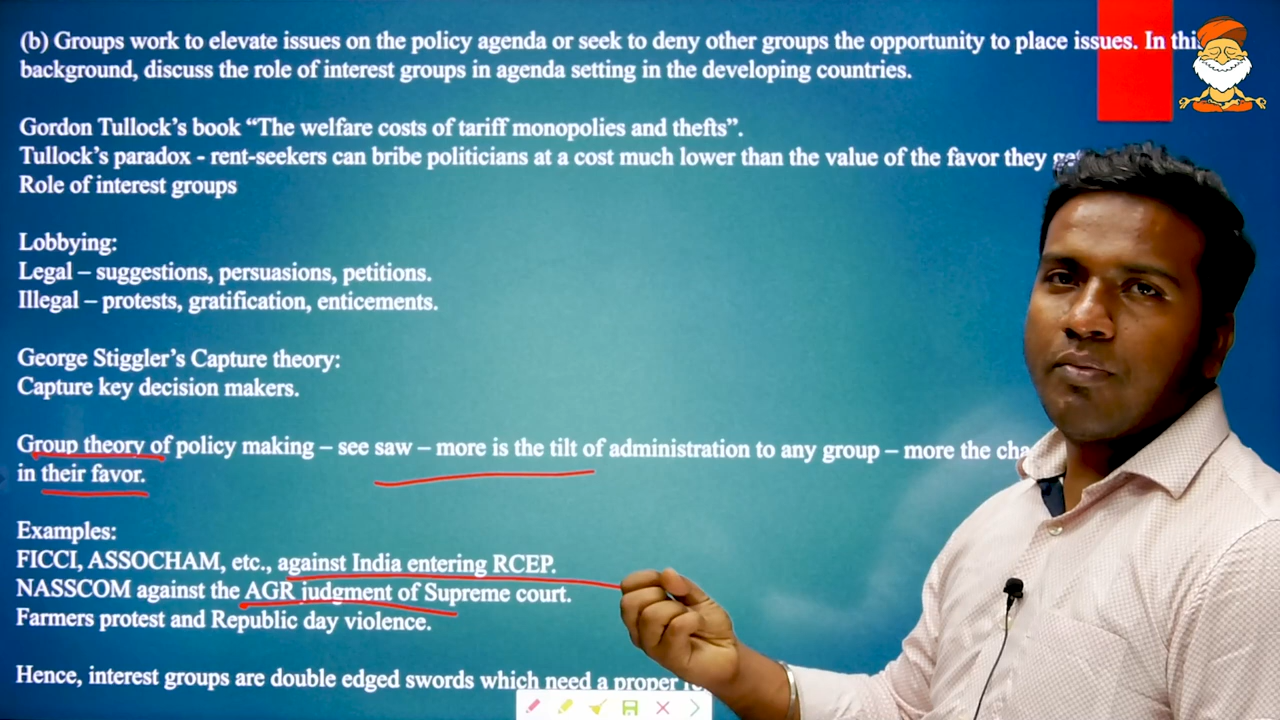 (b) Groups work to elevate issues on the policy agenda or seek to deny other groups the opportunity to place issues. In this
background, discuss the role of interest groups in agenda setting in the developing countries.
Gordon Tullock’s book “The welfare costs of tariff monopolies and thefts”.
Tullock’s paradox - rent-seekers can bribe politicians at a cost much lower than the value of the favor they
Role of interest groups
Lobbying:
Legal – suggestions, persuasions, petitions.
Illegal – protests, gratification, enticements.
George Stiggler’s Capture theory:
Capture key decision makers.
Group theory of policy making – see saw – more is the tilt of administration to any group – more the
in their favor.
Examples:
FICCI, ASSOCHAM, etc., against India entering RCEP.
NASSCOM against the AGR judgment of Supreme court.
Farmers protest and Republic day violence.
Hence, interest groups are double edged swords which need a proper